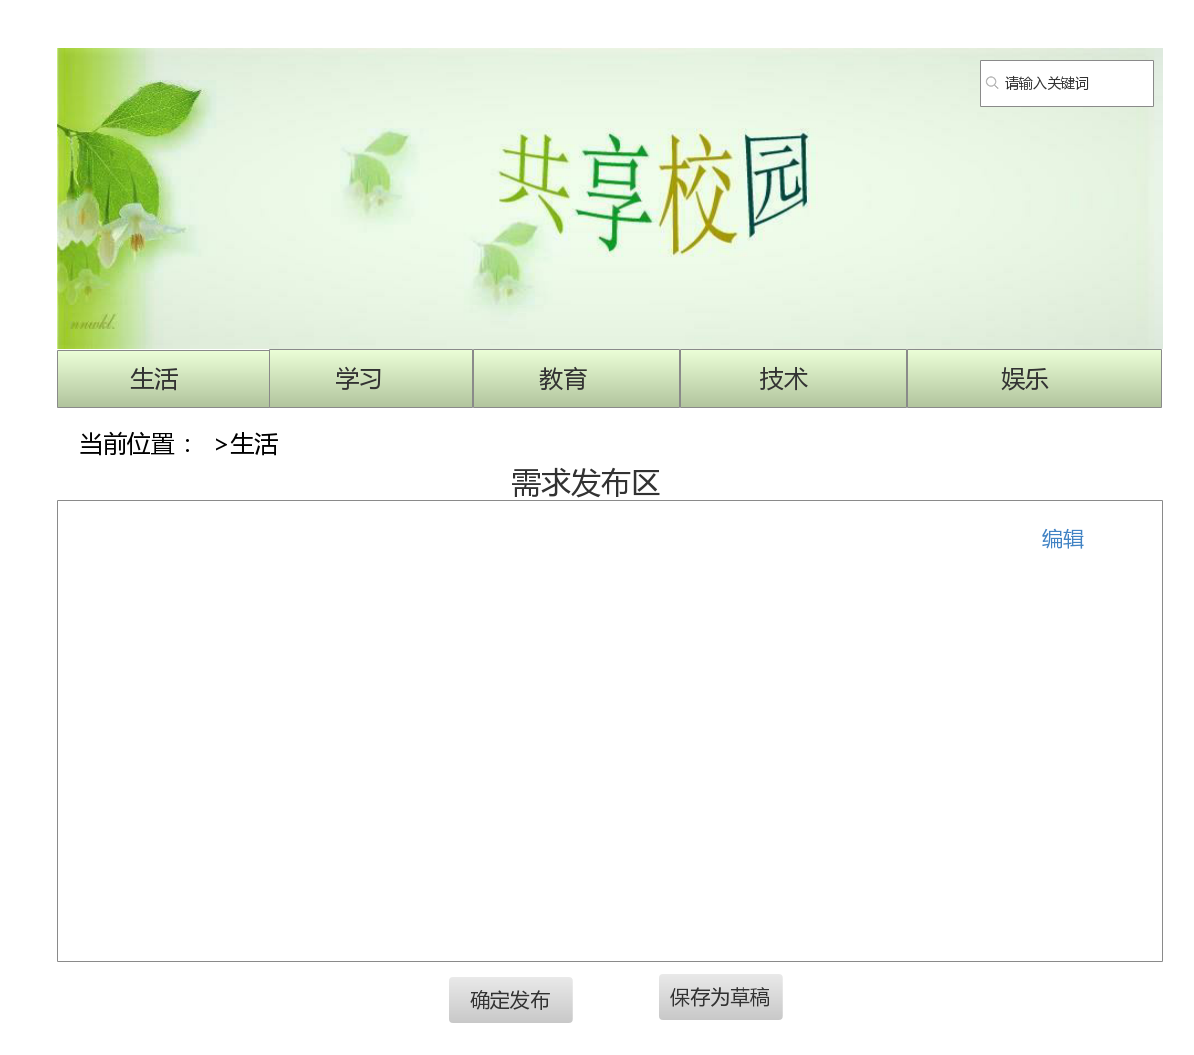 请输入关键词
共享校园
nnwkl.
生活 学习 教育 技术 娱乐
当前位置： >生活
需求发布区
编辑
确定发布 保存为草稿